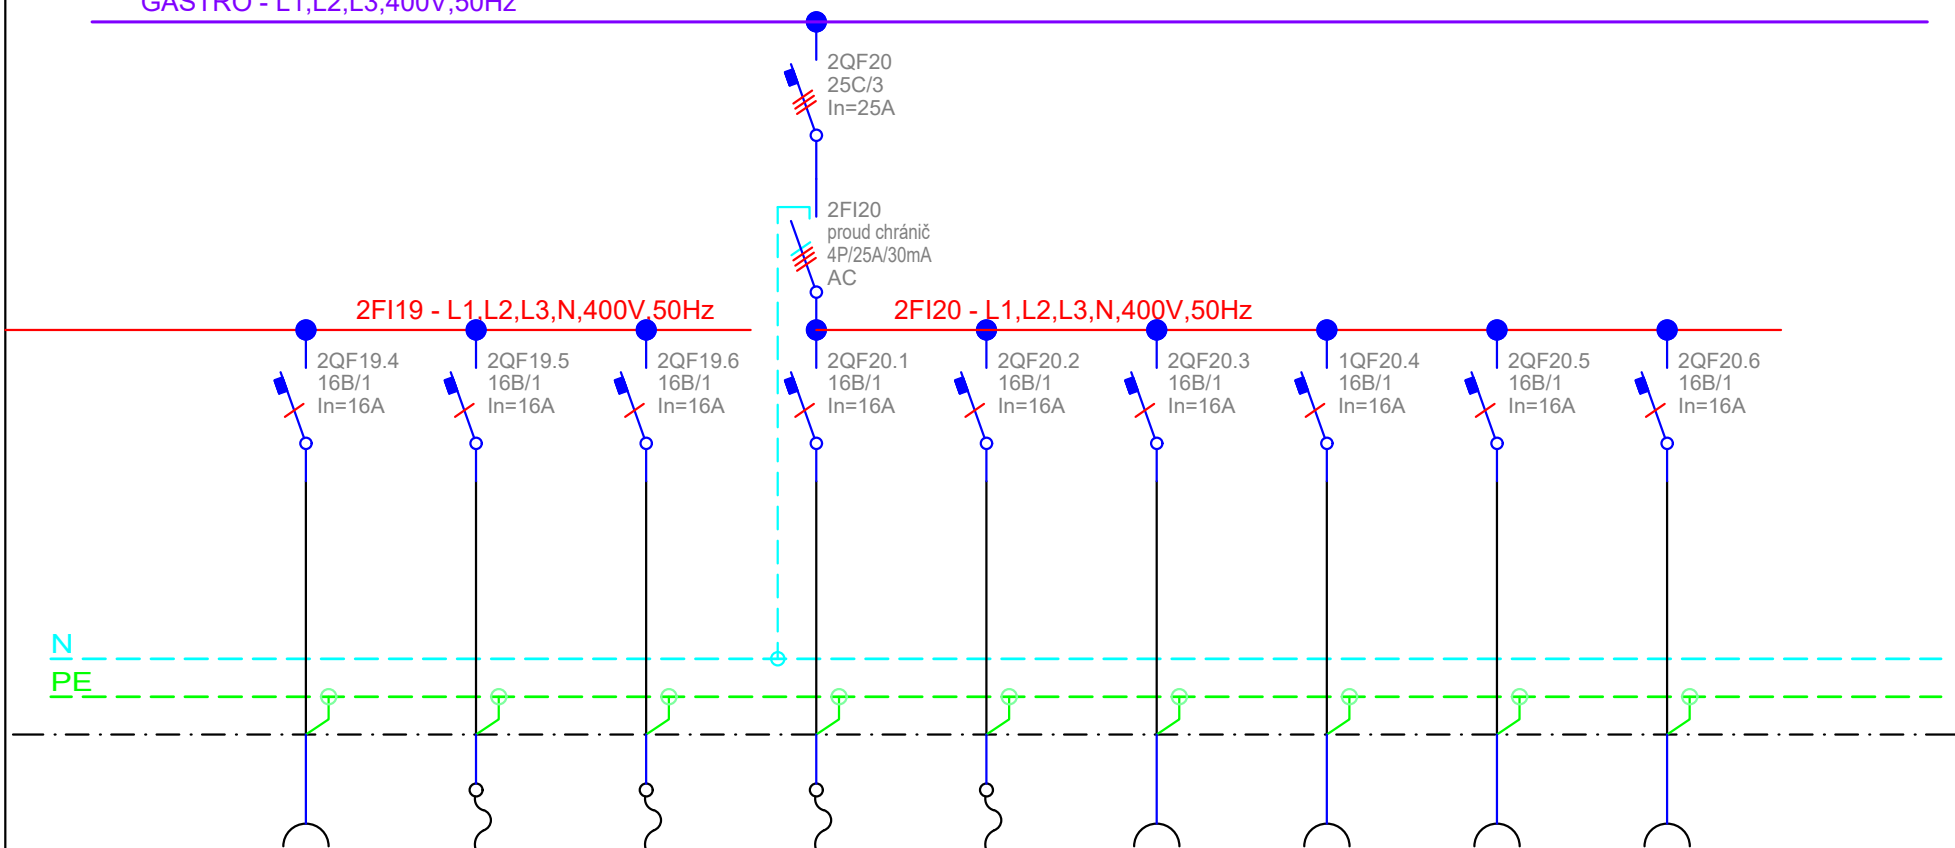 GASTRO - L1,L2,L3,400V,50Hz
2QF20
25C/3
In=25A
2FI20
proud chránič
4P/25A/30mA
AC
2FI19 - L1,L2,L3,N,400V,50Hz
2FI20 - L1,L2,L3,N,400V,50Hz
2QF19.4
16B/1
In=16A
2QF19.5
16B/1
In=16A
2QF19.6
16B/1
In=16A
2QF20.1
16B/1
In=16A
2QF20.2
16B/1
In=16A
2QF20.3
16B/1
In=16A
1QF20.4
16B/1
In=16A
2QF20.5
16B/1
In=16A
2QF20.6
16B/1
In=16A
N
PE